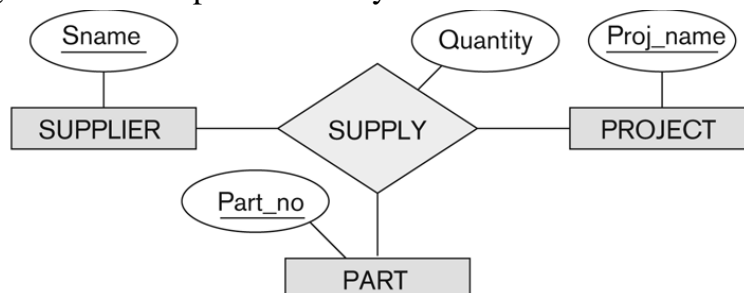 Sname
Quantity
Proj_name
SUPPLIER
SUPPLY
PROJECT
Part_no
PART